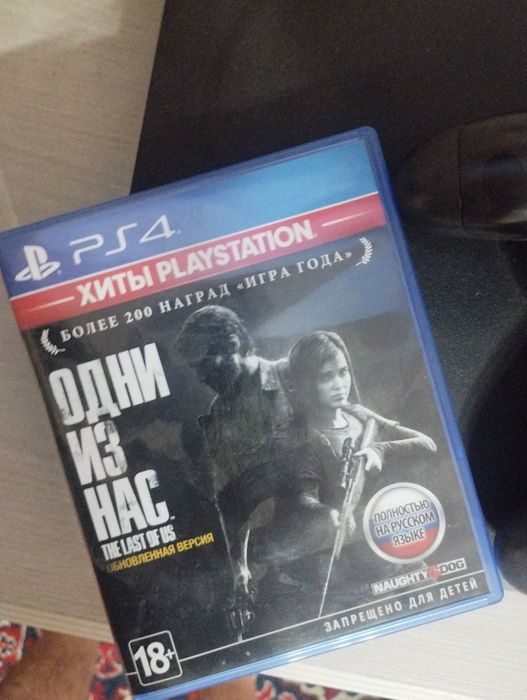 PS4
ХИТЫ PLAYSTATION
БОЛЕЕ 200 НАГРАД «ИГРА ГОДА»
ОДНИ
ИЗ
НАС
THE LAST OF US
ОБНОВЛЕННАЯ ВЕРСИЯ
ПОЛНОСТЬЮ
НА РУССКОМ
ЯЗЫКЕ
NAUGHTY DOG
18+
ЗАПРЕЩЕНО ДЛЯ ДЕТЕЙ